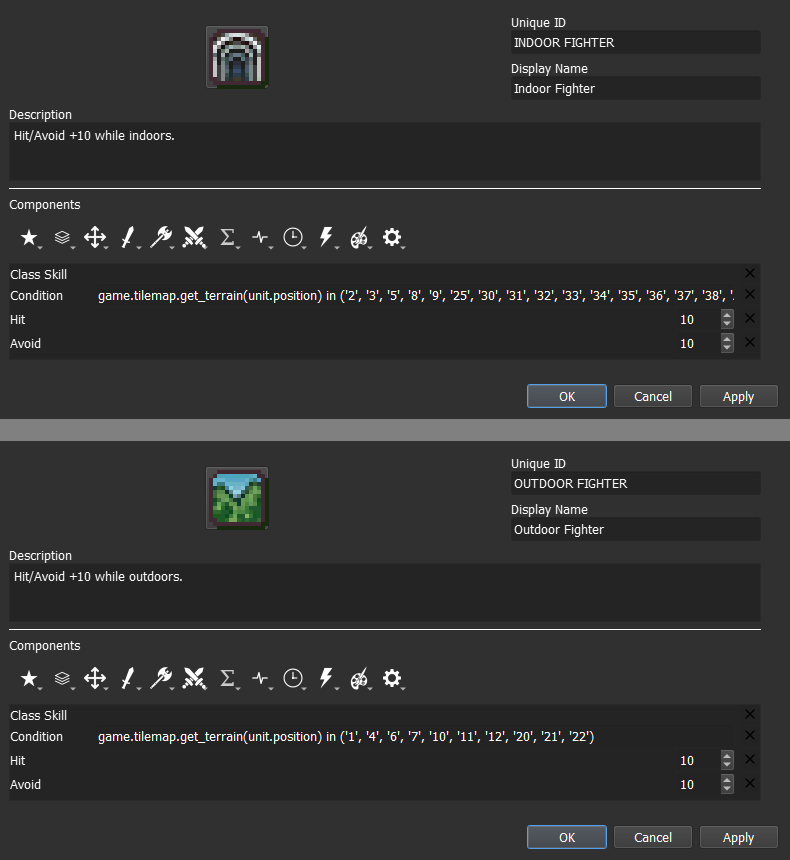 Unique ID
INDOOR FIGHTER
Display Name
Indoor Fighter
Description
Hit/Avoid +10 while indoors.
Components
Class Skill
Condition game.tilemap.get_terrain(unit.position) in ('2', '3', '5', '8', '9', '25', '30', '31', '32', '33', '34', '35', '36', '37', '38', '
Hit 10
Avoid 10
OK Cancel Apply
Unique ID
OUTDOOR FIGHTER
Display Name
Outdoor Fighter
Description
Hit/Avoid +10 while outdoors.
Components
Class Skill
Condition game.tilemap.get_terrain(unit.position) in ('1', '4', '6', '7', '10', '11', '12', '20', '21', '22')
Hit 10
Avoid 10
OK Cancel Apply